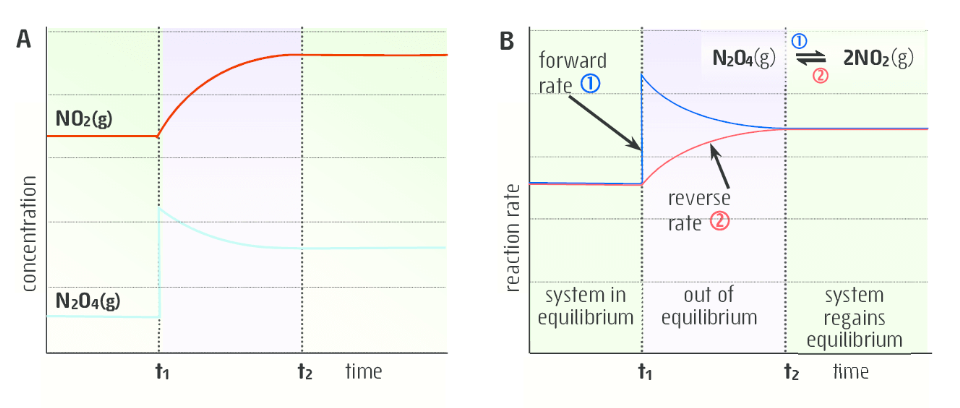 A
NO₂(g)
N₂O₄(g)
concentration
t₁
t₂
time
B
forward
rate ①
N₂O₄(g) ⇌ 2NO₂(g)
①
②
reverse
rate ②
reaction rate
system in
equilibrium
out of
equilibrium
system
regains
equilibrium
t₁
t₂
time